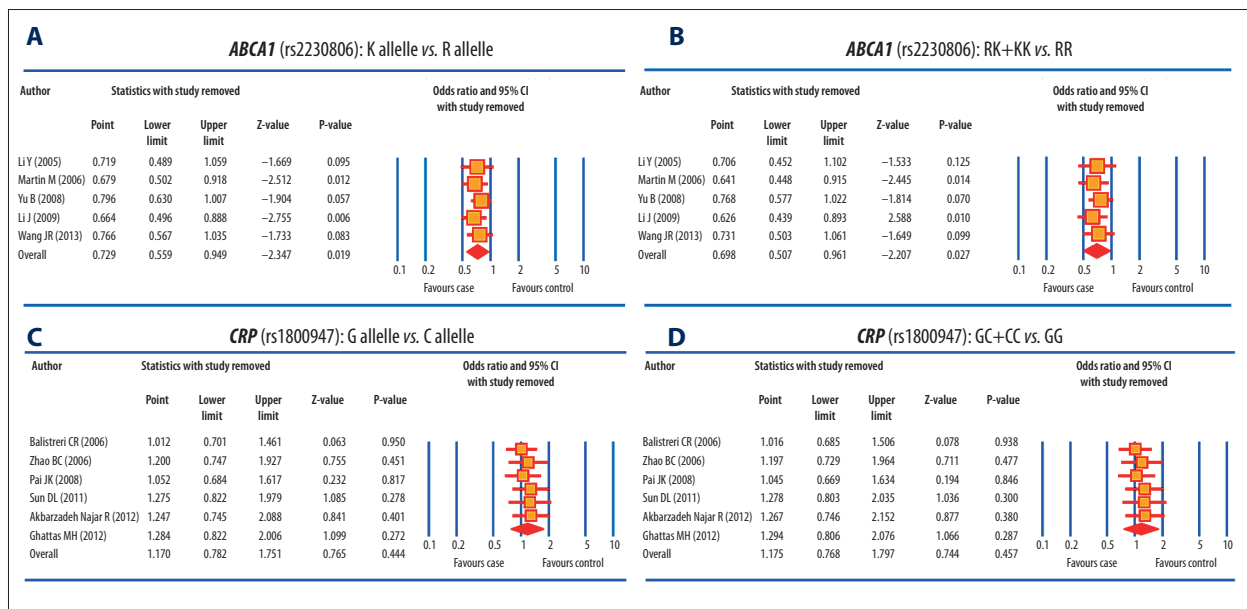 A
ABCA1 (rs2230806): K allelle vs. R allelle
Author Statistics with study removed Odds ratio and 95% CI
with study removed
Point Lower Upper Z-value P-value
limit limit
Li Y (2005) 0.719 0.489 1.059 −1.669 0.095
Martin M (2006) 0.679 0.502 0.918 −2.512 0.012
Yu B (2008) 0.796 0.630 1.007 −1.904 0.057
Li J (2009) 0.664 0.496 0.888 −2.755 0.006
Wang JR (2013) 0.766 0.567 1.035 −1.733 0.083
Overall 0.729 0.559 0.949 −2.347 0.019
0.1 0.2 0.5 1 2 5 10
Favours case Favours control
B
ABCA1 (rs2230806): RK+KK vs. RR
Author Statistics with study removed Odds ratio and 95% CI
with study removed
Point Lower Upper Z-value P-value
limit limit
Li Y (2005) 0.706 0.452 1.102 −1.533 0.125
Martin M (2006) 0.641 0.448 0.915 −2.445 0.014
Yu B (2008) 0.768 0.577 1.022 −1.814 0.070
Li J (2009) 0.626 0.439 0.893 2.588 0.010
Wang JR (2013) 0.731 0.503 1.061 −1.649 0.099
Overall 0.698 0.507 0.961 −2.207 0.027
0.1 0.2 0.5 1 2 5 10
Favours case Favours control
C
CRP (rs1800947): G allelle vs. C allelle
Author Statistics with study removed Odds ratio and 95% CI
with study removed
Point Lower Upper Z-value P-value
limit limit
Balistreri CR (2006) 1.012 0.701 1.461 0.063 0.950
Zhao BC (2006) 1.200 0.747 1.927 0.755 0.451
Pai JK (2008) 1.052 0.684 1.617 0.232 0.817
Sun DL (2011) 1.275 0.822 1.979 1.085 0.278
Akbarzadeh Najar R (2012) 1.247 0.745 2.088 0.841 0.401
Ghattas MH (2012) 1.284 0.822 2.006 1.099 0.272
Overall 1.170 0.782 1.751 0.765 0.444
0.1 0.2 0.5 1 2 5 10
Favours case Favours control
D
CRP (rs1800947): GC+CC vs. GG
Author Statistics with study removed Odds ratio and 95% CI
with study removed
Point Lower Upper Z-value P-value
limit limit
Balistreri CR (2006) 1.016 0.685 1.506 0.078 0.938
Zhao BC (2006) 1.197 0.729 1.964 0.711 0.477
Pai JK (2008) 1.045 0.669 1.634 0.194 0.846
Sun DL (2011) 1.278 0.803 2.035 1.036 0.300
Akbarzadeh Najar R (2012) 1.267 0.746 2.152 0.877 0.380
Ghattas MH (2012) 1.294 0.806 2.076 1.066 0.287
Overall 1.175 0.768 1.797 0.744 0.457
0.1 0.2 0.5 1 2 5 10
Favours case Favours control